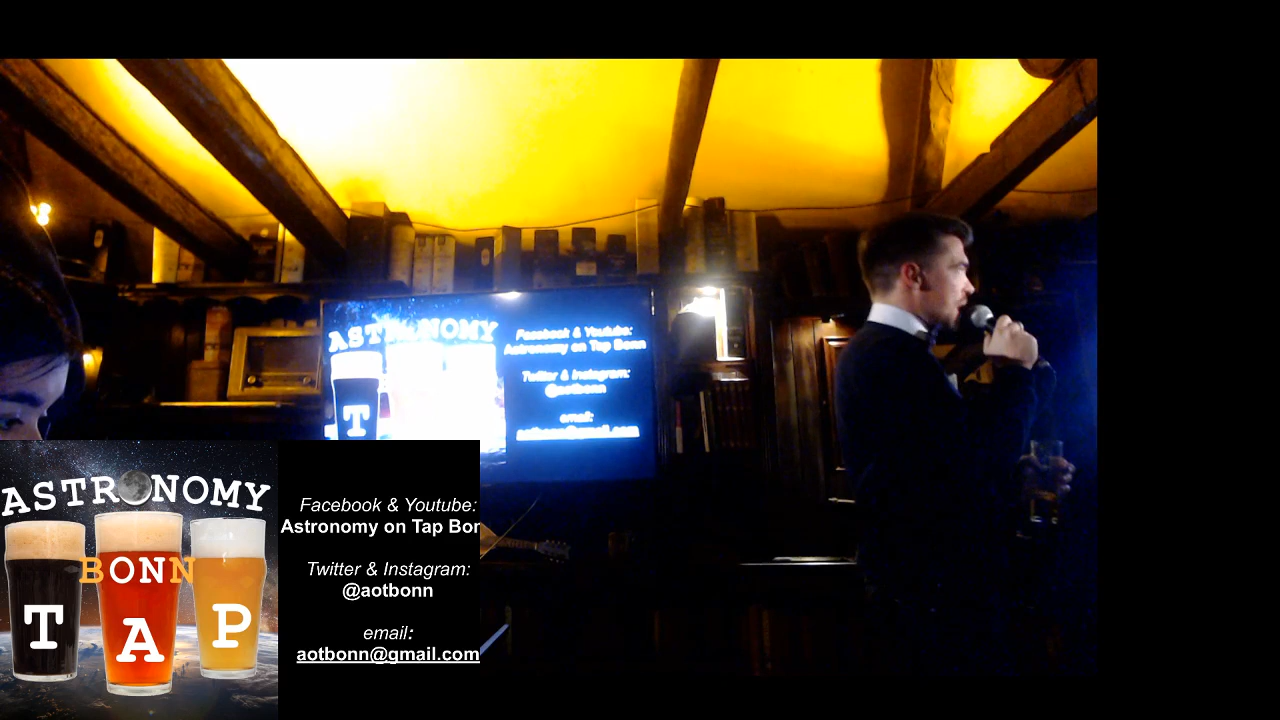 ASTRONOMY
T
Facebook & Youtube:
Astronomy on Tap Bonn
Twitter & Instagram:
@aotbonn
email:
aotbonn@gmail.com
ASTRONOMY
BONN
T A P
Facebook & Youtube:
Astronomy on Tap Bon
Twitter & Instagram:
@aotbonn
email:
aotbonn@gmail.com